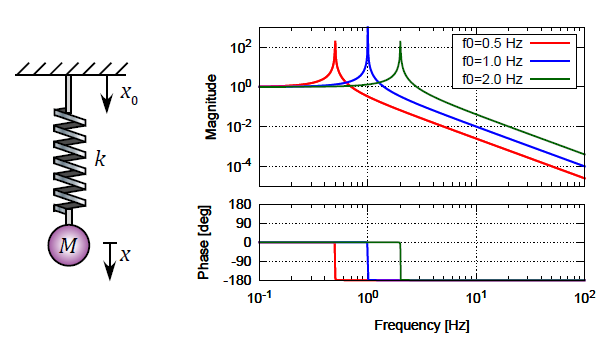 x0
k
M
x
f0=0.5 Hz
f0=1.0 Hz
f0=2.0 Hz
Magnitude
10^2
10^0
10^-2
10^-4
Phase [deg]
180
90
0
-90
-180
10^-1
10^0
10^1
10^2
Frequency [Hz]